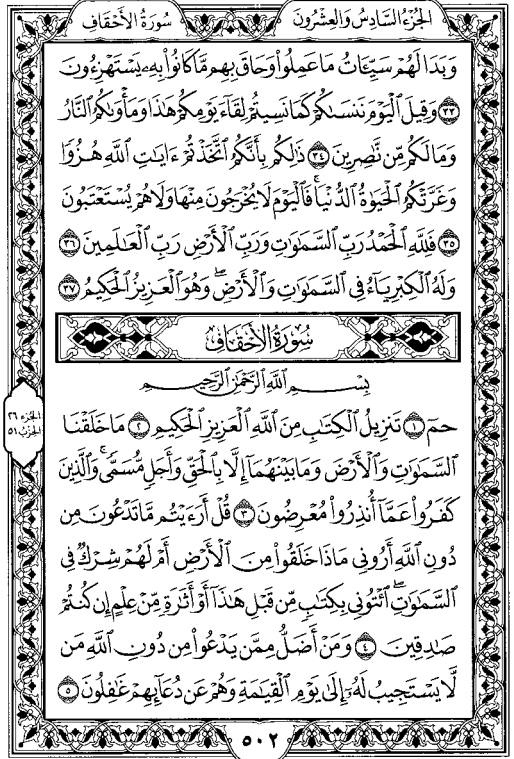 الجزء السادس والعشرون
سورة الأحقاف
وَبَدَا لَهُمْ سَيِّـَٔاتُ مَا عَمِلُوا۟ وَحَاقَ بِهِم مَّا كَانُوا۟ بِهِۦ يَسْتَهْزِءُونَ
٣٣ وَقِيلَ ٱلْيَوْمَ نَنسَىٰكُمْ كَمَا نَسِيتُمْ لِقَآءَ يَوْمِكُمْ هَٰذَا وَمَأْوَىٰكُمُ ٱلنَّارُ
وَمَا لَكُم مِّن نَّٰصِرِينَ ٣٤ ذَٰلِكُم بِأَنَّكُمُ ٱتَّخَذْتُمْ ءَايَٰتِ ٱللَّهِ هُزُوًا
وَغَرَّتْكُمُ ٱلْحَيَوٰةُ ٱلدُّنْيَا ۚ فَٱلْيَوْمَ لَا يُخْرَجُونَ مِنْهَا وَلَا هُمْ يُسْتَعْتَبُونَ
٣٥ فَلِلَّهِ ٱلْحَمْدُ رَبِّ ٱلسَّمَٰوَٰتِ وَرَبِّ ٱلْأَرْضِ رَبِّ ٱلْعَٰلَمِينَ ٣٦
وَلَهُ ٱلْكِبْرِيَآءُ فِى ٱلسَّمَٰوَٰتِ وَٱلْأَرْضِ ۖ وَهُوَ ٱلْعَزِيزُ ٱلْحَكِيمُ ٣٧
سُورَةُ الأَحْقَافِ
بِسْمِ ٱللَّهِ ٱلرَّحْمَٰنِ ٱلرَّحِيمِ
حمٓ ١ تَنزِيلُ ٱلْكِتَٰبِ مِنَ ٱللَّهِ ٱلْعَزِيزِ ٱلْحَكِيمِ ٢ مَا خَلَقْنَا
ٱلسَّمَٰوَٰتِ وَٱلْأَرْضَ وَمَا بَيْنَهُمَآ إِلَّا بِٱلْحَقِّ وَأَجَلٍ مُّسَمًّى ۚ وَٱلَّذِينَ
كَفَرُوا۟ عَمَّآ أُنذِرُوا۟ مُعْرِضُونَ ٣ قُلْ أَرَءَيْتُم مَّا تَدْعُونَ مِن
دُونِ ٱللَّهِ أَرُونِى مَاذَا خَلَقُوا۟ مِنَ ٱلْأَرْضِ أَمْ لَهُمْ شِرْكٌ فِى
ٱلسَّمَٰوَٰتِ ۖ ٱئْتُونِى بِكِتَٰبٍ مِّن قَبْلِ هَٰذَآ أَوْ أَثَٰرَةٍ مِّنْ عِلْمٍ إِن كُنتُمْ
صَٰدِقِينَ ٤ وَمَنْ أَضَلُّ مِمَّن يَدْعُوا۟ مِن دُونِ ٱللَّهِ مَن
لَّا يَسْتَجِيبُ لَهُۥٓ إِلَىٰ يَوْمِ ٱلْقِيَٰمَةِ وَهُمْ عَن دُعَآئِهِمْ غَٰفِلُونَ ٥
الجزء ٢٦
الحزب ٥١
٥٠٢